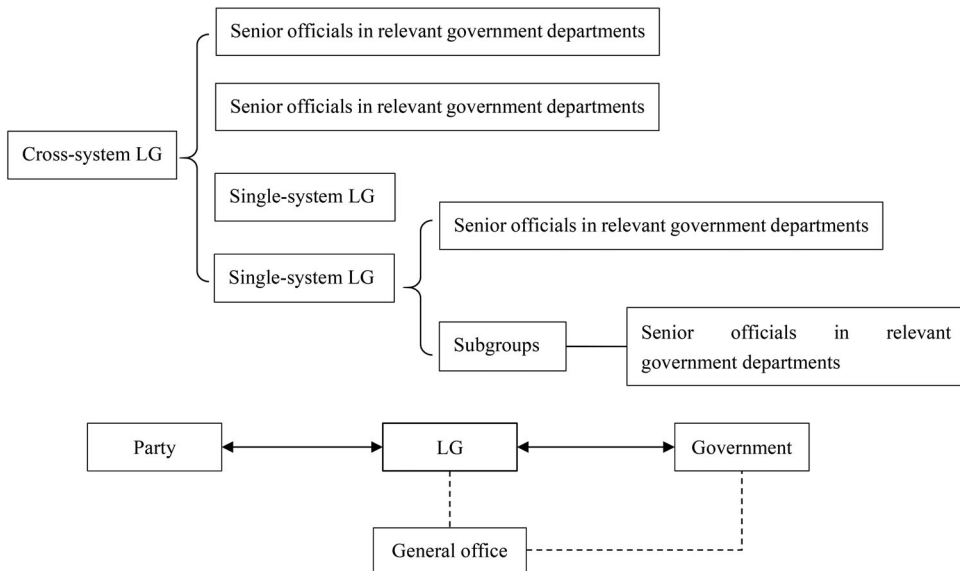 Senior officials in relevant government departments
Senior officials in relevant government departments
Cross-system LG
Single-system LG
Senior officials in relevant government departments
Single-system LG
Subgroups
Senior officials in relevant
government departments
Party
LG
Government
General office